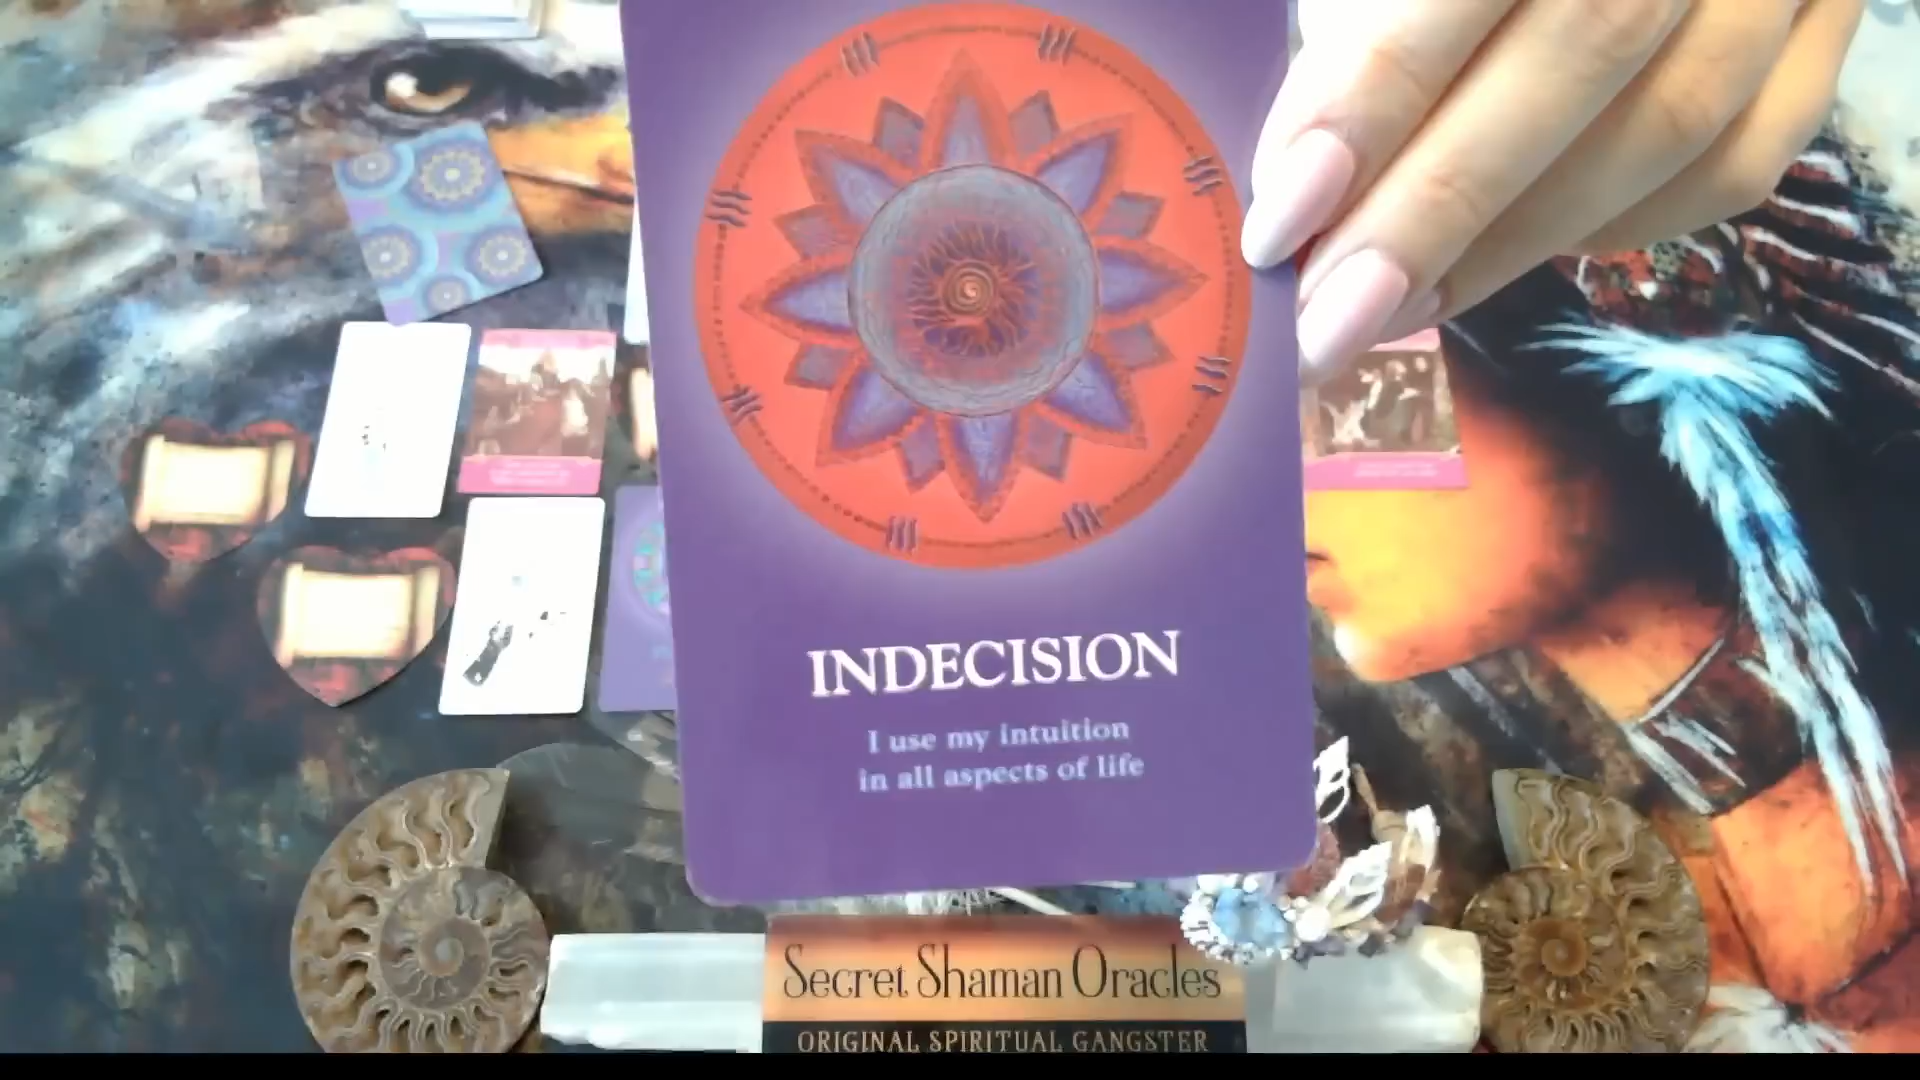 INDECISION
I use my intuition
in all aspects of life
Secret Shaman Oracles
ORIGINAL SPIRITUAL GANGSTER